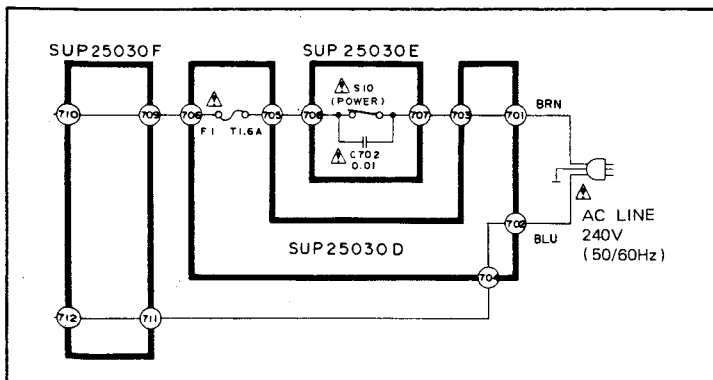 SUP25030F
SUP25030E
S10
(POWER)
710
709
706
705
708
707
703
701
BRN
F1 T1.6A
C702
0.01
702
BLU
AC LINE
240V
(50/60Hz)
SUP25030D
704
712
711